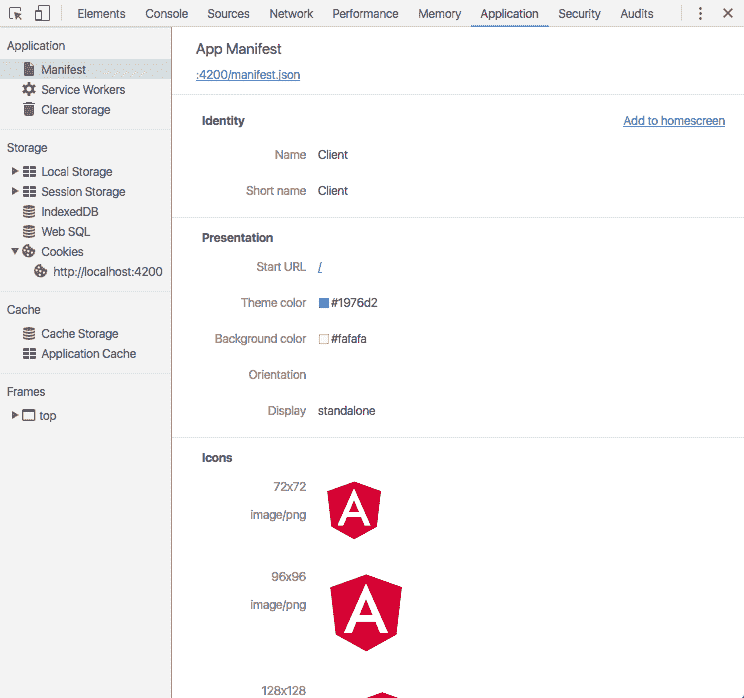 Elements Console Sources Network Performance Memory Application Security Audits
Application
Manifest
Service Workers
Clear storage
Storage
Local Storage
Session Storage
IndexedDB
Web SQL
Cookies
http://localhost:4200
Cache
Cache Storage
Application Cache
Frames
top
App Manifest
:4200/manifest.json
Identity
Add to homescreen
Name Client
Short name Client
Presentation
Start URL /
Theme color #1976d2
Background color #fafafa
Orientation
Display standalone
Icons
72x72
image/png
A
96x96
image/png
A
128x128